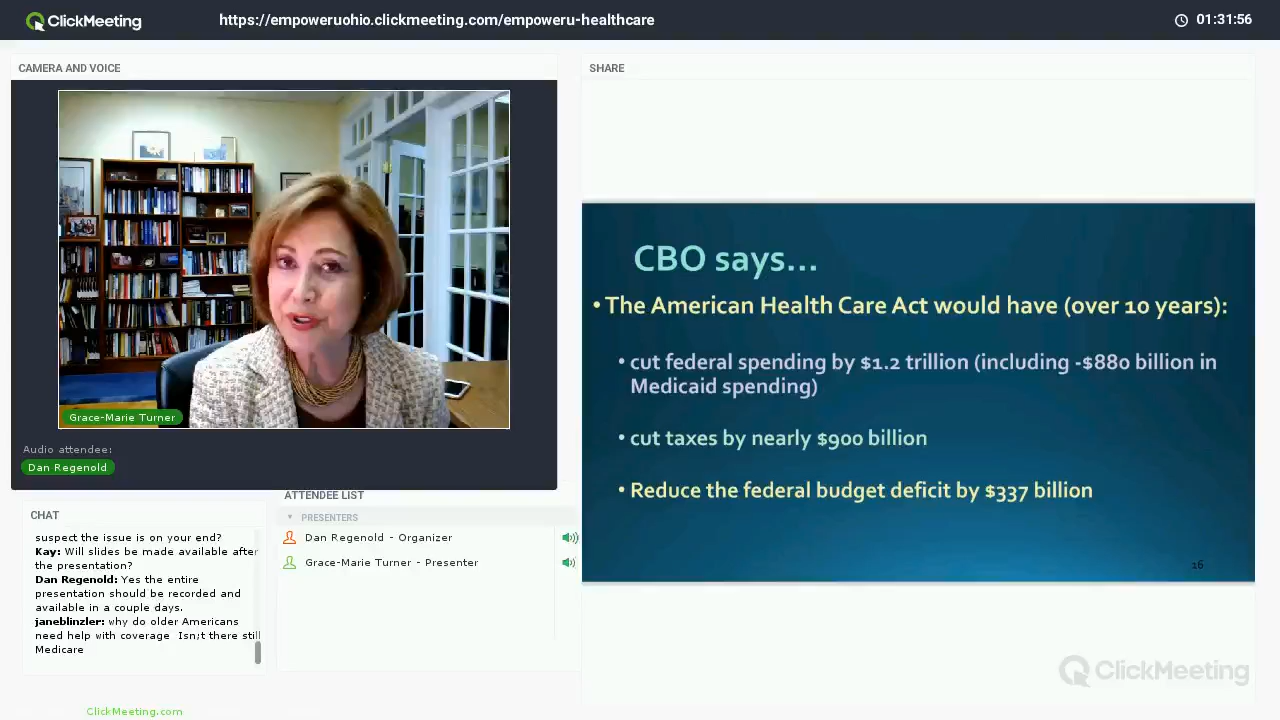 ClickMeeting
https://empoweruohio.clickmeeting.com/empoweru-healthcare
01:31:56
CAMERA AND VOICE
Grace-Marie Turner
Audio attendee:
Dan Regenold
CHAT
suspect the issue is on your end?
Kay: Will slides be made available after
the presentation?
Dan Regenold: Yes the entire
presentation should be recorded and
available in a couple days.
janeblinzler: why do older Americans
need help with coverage Isn;t there still
Medicare
ATTENDEE LIST
PRESENTERS
Dan Regenold - Organizer
Grace-Marie Turner - Presenter
SHARE
CBO says...
• The American Health Care Act would have (over 10 years):
• cut federal spending by $1.2 trillion (including -$880 billion in
Medicaid spending)
• cut taxes by nearly $900 billion
• Reduce the federal budget deficit by $337 billion
16
ClickMeeting
ClickMeeting.com